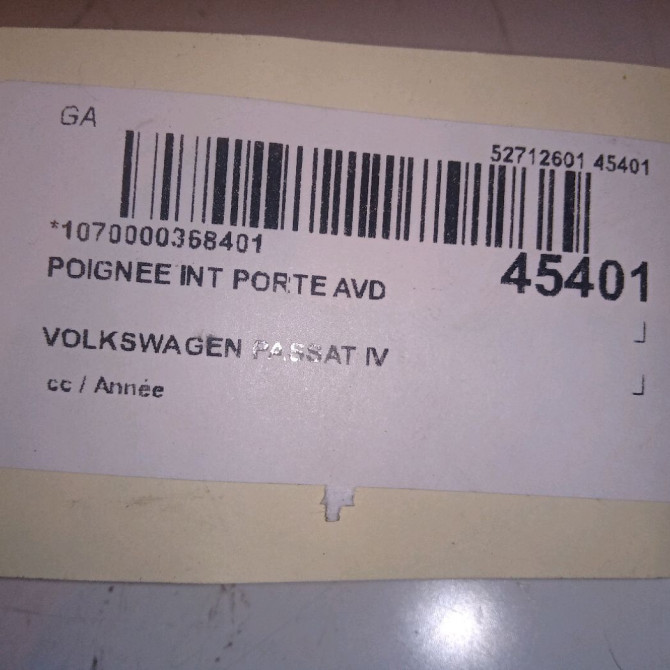 GA
52712601 45401
*1070000368401
45401
POIGNEE INT PORTE AVD
VOLKSWAGEN PASSAT IV
cc / Année